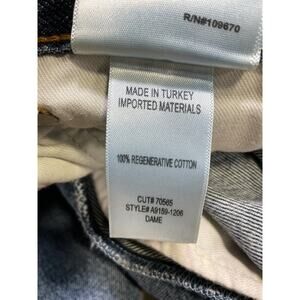 R/N#109670
MADE IN TURKEY
IMPORTED MATERIALS
100% REGENERATIVE COTTON
CUT# 70565
STYLE# A9159-1206
DAME